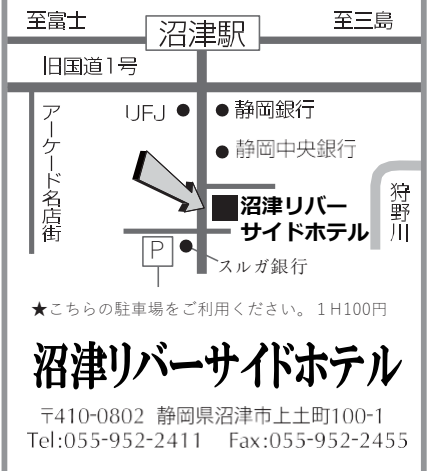 至富士
沼津駅
至三島
旧国道1号
アーケード名店街
UFJ
静岡銀行
静岡中央銀行
狩野川
沼津リバー
サイドホテル
P
スルガ銀行
★こちらの駐車場をご利用ください。1H100円
沼津リバーサイドホテル
〒410-0802 静岡県沼津市上土町100-1
Tel:055-952-2411 Fax:055-952-2455